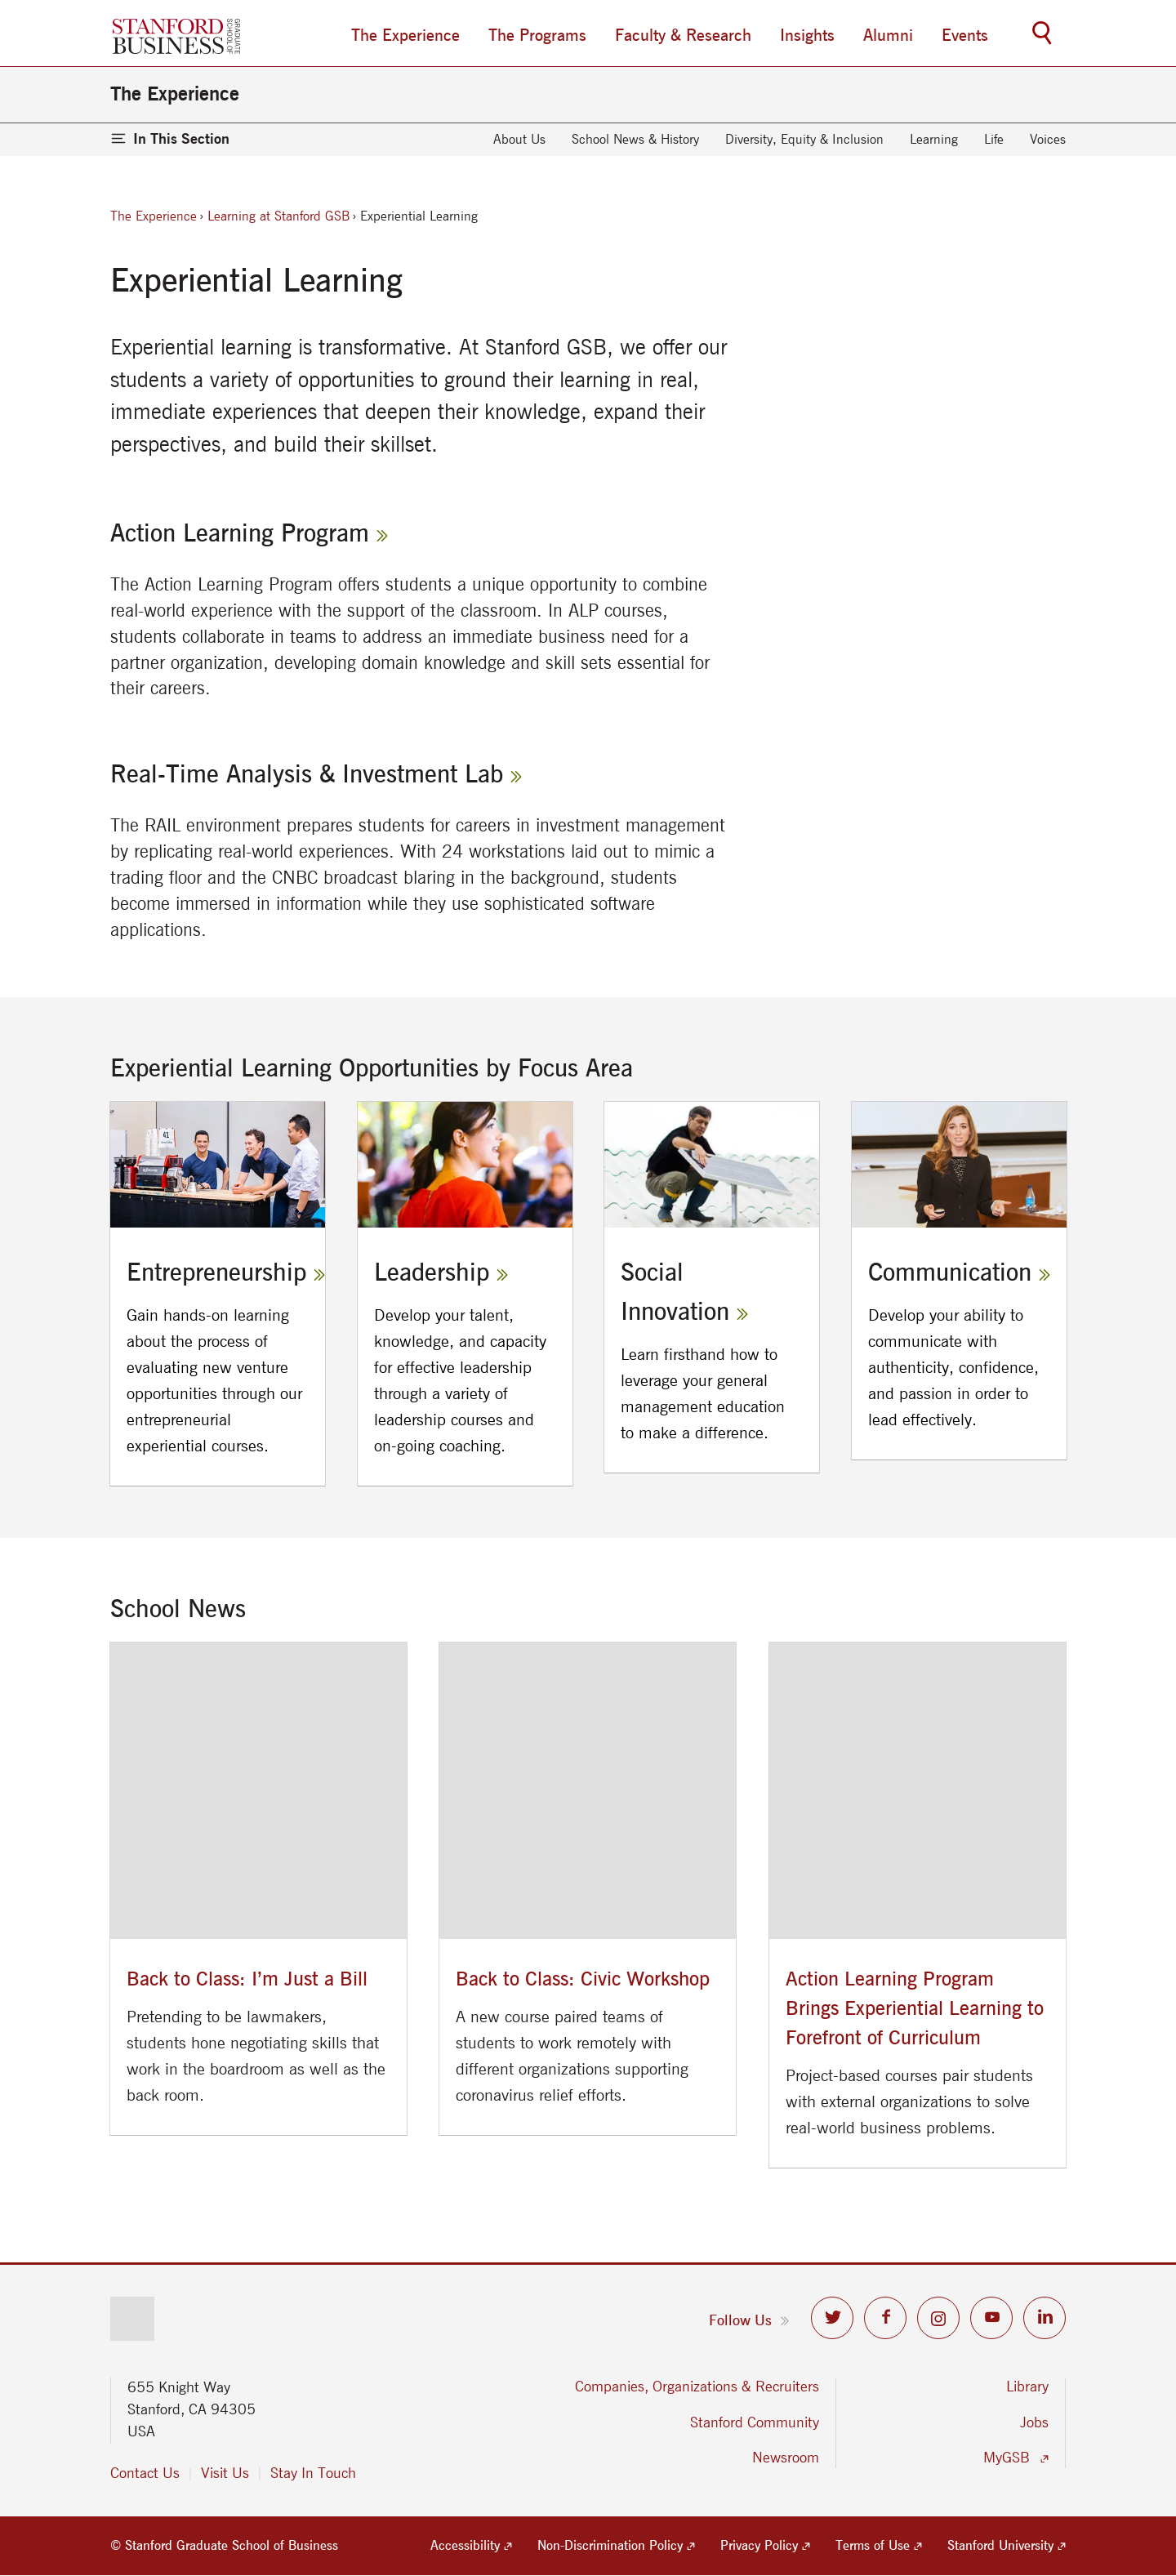 STANFORD
BUSINESS
GRADUATE
SCHOOL OF
The Experience
The Programs
Faculty & Research
Insights
Alumni
Events
The Experience
In This Section
About Us
School News & History
Diversity, Equity & Inclusion
Learning
Life
Voices
The Experience › Learning at Stanford GSB › Experiential Learning
Experiential Learning
Experiential learning is transformative. At Stanford GSB, we offer our
students a variety of opportunities to ground their learning in real,
immediate experiences that deepen their knowledge, expand their
perspectives, and build their skillset.
Action Learning Program »
The Action Learning Program offers students a unique opportunity to combine
real-world experience with the support of the classroom. In ALP courses,
students collaborate in teams to address an immediate business need for a
partner organization, developing domain knowledge and skill sets essential for
their careers.
Real-Time Analysis & Investment Lab »
The RAIL environment prepares students for careers in investment management
by replicating real-world experiences. With 24 workstations laid out to mimic a
trading floor and the CNBC broadcast blaring in the background, students
become immersed in information while they use sophisticated software
applications.
Experiential Learning Opportunities by Focus Area
41
Entrepreneurship »
Gain hands-on learning
about the process of
evaluating new venture
opportunities through our
entrepreneurial
experiential courses.
Leadership »
Develop your talent,
knowledge, and capacity
for effective leadership
through a variety of
leadership courses and
on-going coaching.
Social
Innovation »
Learn firsthand how to
leverage your general
management education
to make a difference.
Communication »
Develop your ability to
communicate with
authenticity, confidence,
and passion in order to
lead effectively.
School News
Back to Class: I’m Just a Bill
Pretending to be lawmakers,
students hone negotiating skills that
work in the boardroom as well as the
back room.
Back to Class: Civic Workshop
A new course paired teams of
students to work remotely with
different organizations supporting
coronavirus relief efforts.
Action Learning Program
Brings Experiential Learning to
Forefront of Curriculum
Project-based courses pair students
with external organizations to solve
real-world business problems.
Follow Us »
655 Knight Way
Stanford, CA 94305
USA
Contact Us
Visit Us
Stay In Touch
Companies, Organizations & Recruiters
Stanford Community
Newsroom
Library
Jobs
MyGSB
© Stanford Graduate School of Business
Accessibility
Non-Discrimination Policy
Privacy Policy
Terms of Use
Stanford University